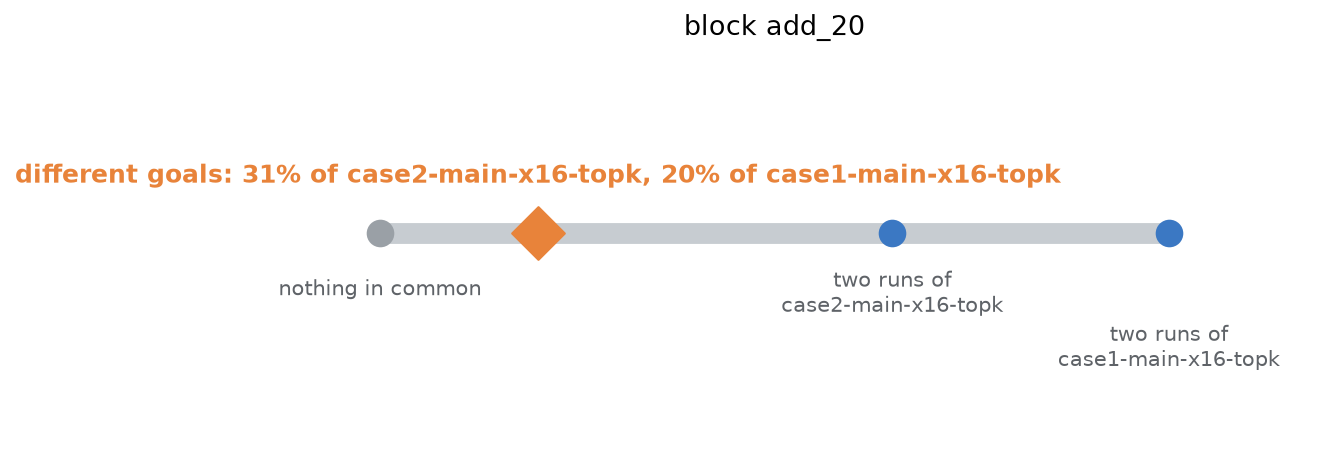 block add_20
different goals: 31% of case2-main-x16-topk, 20% of case1-main-x16-topk
nothing in common
two runs of
case2-main-x16-topk
two runs of
case1-main-x16-topk